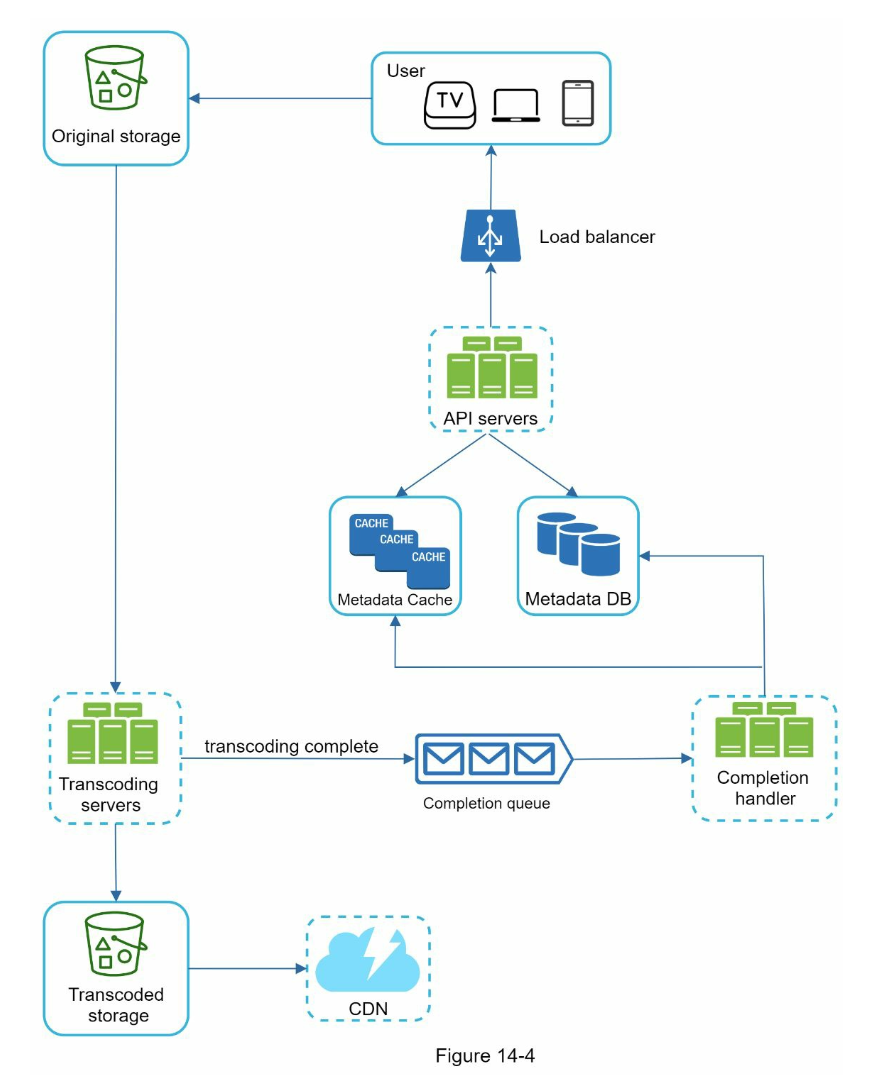 User
TV
Original storage
Load balancer
API servers
CACHE
CACHE
CACHE
Metadata Cache
Metadata DB
transcoding complete
Transcoding
servers
Completion queue
Completion
handler
Transcoded
storage
CDN
Figure 14-4